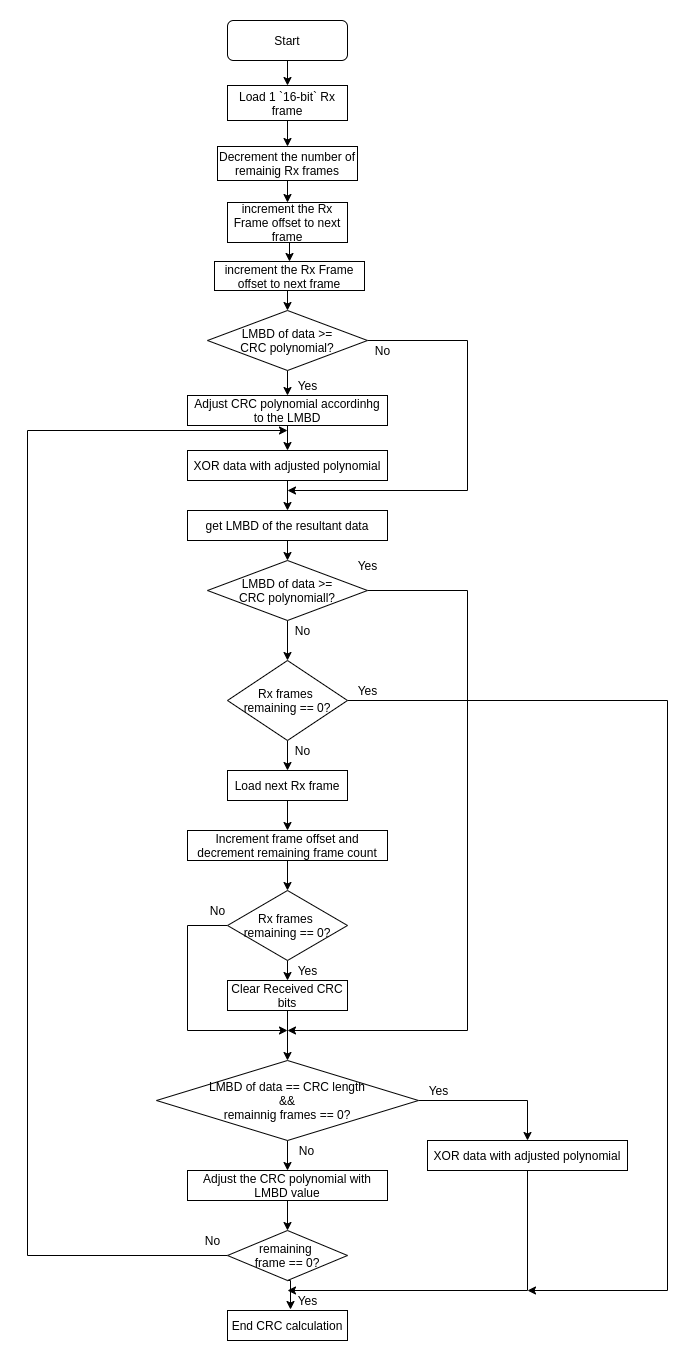 Start
Load 1 `16-bit` Rx
frame
Decrement the number of
remainig Rx frames
increment the Rx
Frame offset to next
frame
increment the Rx Frame
offset to next frame
LMBD of data >=
CRC polynomial?
No
Yes
Adjust CRC polynomial accordinhg
to the LMBD
XOR data with adjusted polynomial
get LMBD of the resultant data
Yes
LMBD of data >=
CRC polynomiall?
No
Yes
Rx frames
remaining == 0?
No
Load next Rx frame
Increment frame offset and
decrement remaining frame count
No
Rx frames
remaining == 0?
Yes
Clear Received CRC
bits
LMBD of data == CRC length
&&
remainnig frames == 0?
Yes
XOR data with adjusted polynomial
No
Adjust the CRC polynomial with
LMBD value
No
remaining
frame == 0?
Yes
End CRC calculation